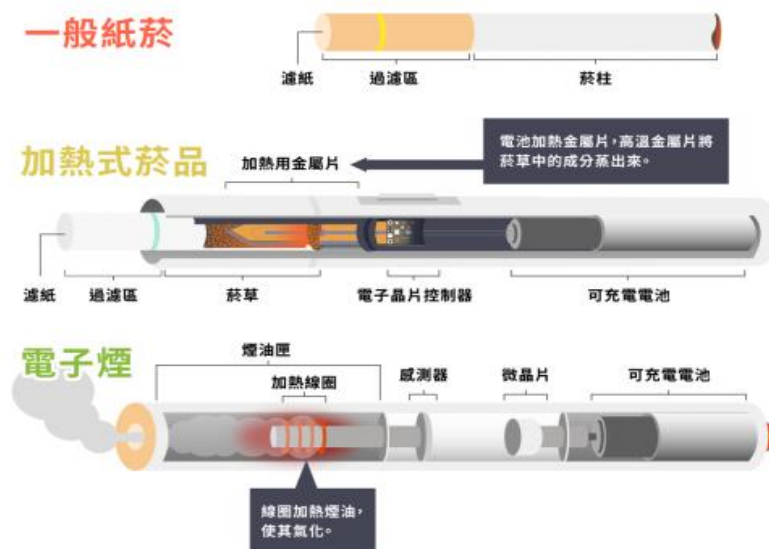 一般紙菸
濾紙
過濾區
菸柱
加熱式菸品
加熱用金屬片
電池加熱金屬片,高溫金屬片將
菸草中的成分蒸出來。
濾紙
過濾區
菸草
電子晶片控制器
可充電電池
電子煙
煙油匣
加熱線圈
感測器
微晶片
可充電電池
線圈加熱煙油,
使其氣化。